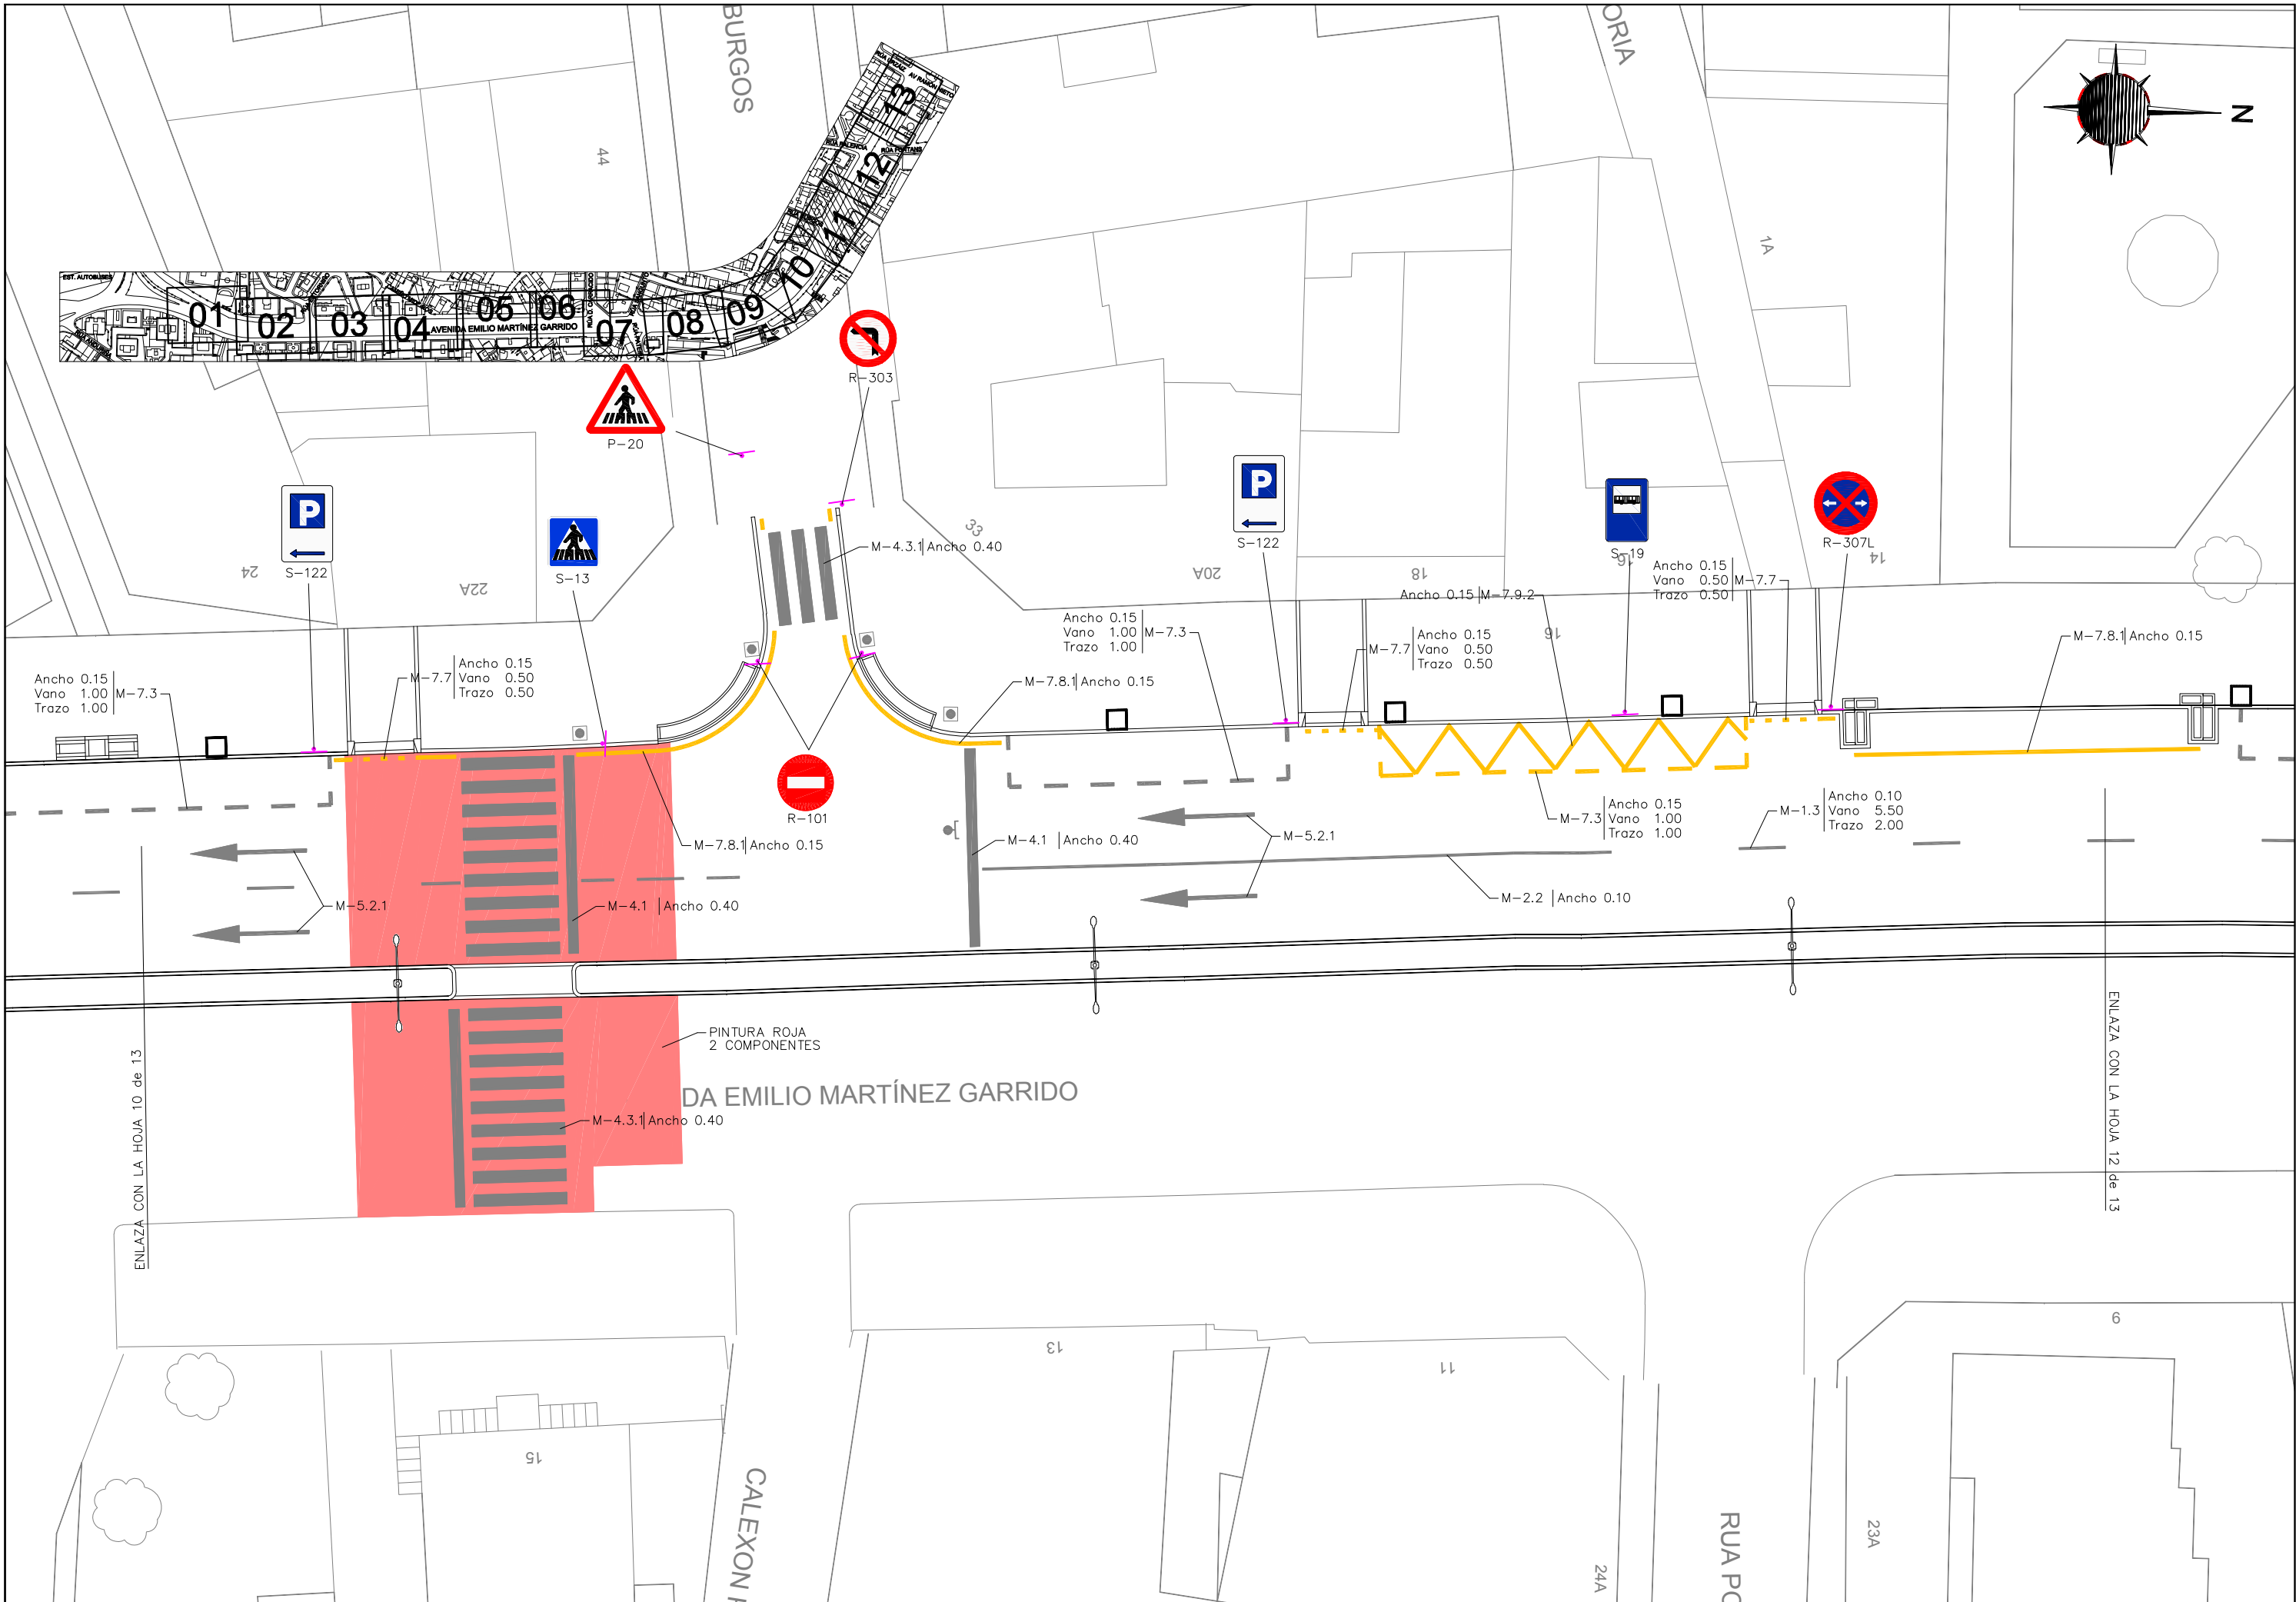 BURGOS
ORIA
N
44
1A
EST. AUTOBUSES
01
02
03
04
05
06
07
08
09
10
11
12
13
AVENIDA EMILIO MARTÍNEZ GARRIDO
RÚA PALENCIA
AV RAMÓN NIETO
R-303
P-20
P
S-122
S-13
24
22A
M-4.3.1 Ancho 0.40
33
P
S-122
20A
18
S-19
16
R-307L
14
Ancho 0.15
Vano 0.50 M-7.7
Trazo 0.50
Ancho 0.15 M-7.9.2
16
Ancho 0.15
Vano 1.00 M-7.3
Trazo 1.00
Ancho 0.15
M-7.7 Vano 0.50
Trazo 0.50
M-7.8.1 Ancho 0.15
Ancho 0.15
Vano 1.00 M-7.3
Trazo 1.00
Ancho 0.15
M-7.7 Vano 0.50
Trazo 0.50
M-7.8.1 Ancho 0.15
R-101
M-7.8.1 Ancho 0.15
M-4.1 Ancho 0.40
M-5.2.1
Ancho 0.15
M-7.3 Vano 1.00
Trazo 1.00
Ancho 0.10
M-1.3 Vano 5.50
Trazo 2.00
M-5.2.1
M-4.1 Ancho 0.40
M-2.2 Ancho 0.10
PINTURA ROJA
2 COMPONENTES
DA EMILIO MARTÍNEZ GARRIDO
M-4.3.1 Ancho 0.40
ENLAZA CON LA HOJA 10 de 13
ENLAZA CON LA HOJA 12 de 13
13
11
9
15
CALEXON
RUA PO
24A
23A